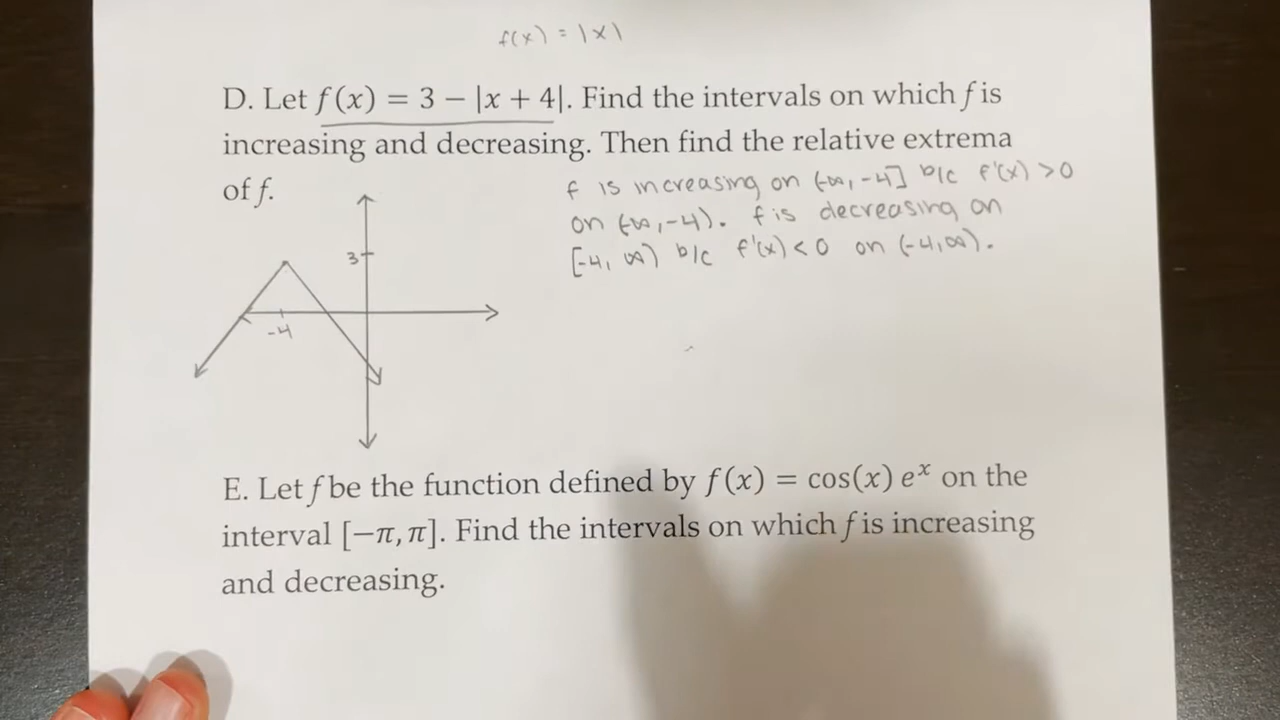 f(x) = |x|
D. Let f(x) = 3 − |x + 4|. Find the intervals on which f is
increasing and decreasing. Then find the relative extrema
of f.
f is increasing on (-∞, -4] b/c f'(x) > 0
on (-∞, -4). f is decreasing on
[-4, ∞) b/c f'(x) < 0 on (-4, ∞).
3
-4
E. Let f be the function defined by f(x) = cos(x) eˣ on the
interval [−π, π]. Find the intervals on which f is increasing
and decreasing.